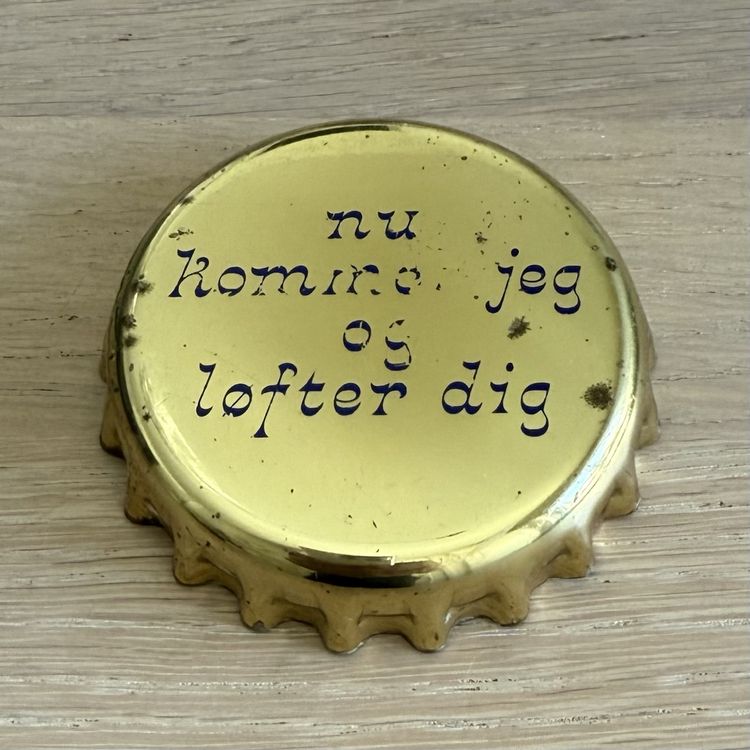 nu
kommer jeg
og
løfter dig